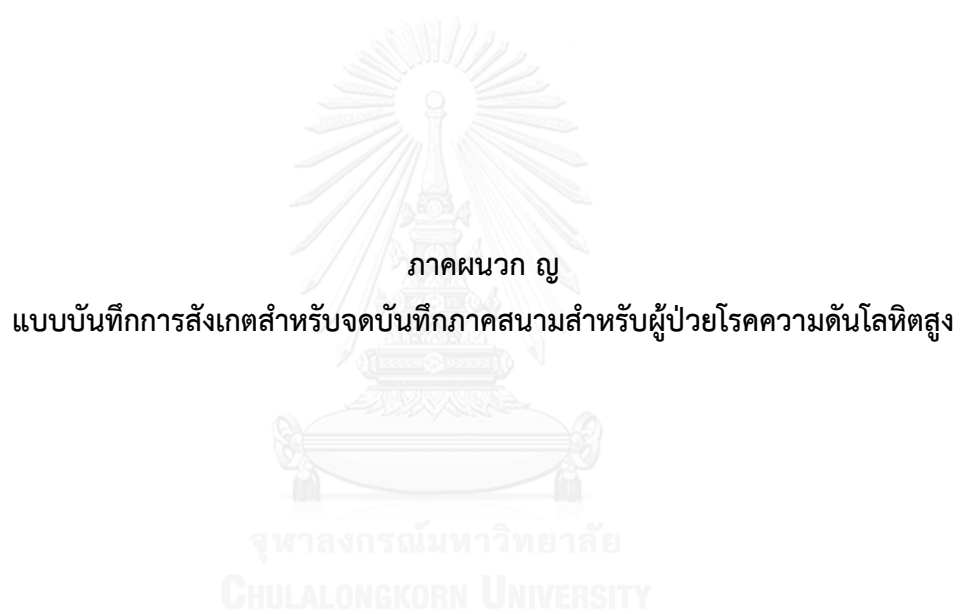 ภาคผนวก ญ
แบบบันทึกการสังเกตสำหรับจดบันทึกภาคสนามสำหรับผู้ป่วยโรคความดันโลหิตสูง
จุฬาลงกรณ์มหาวิทยาลัย
CHULALONGKORN UNIVERSITY